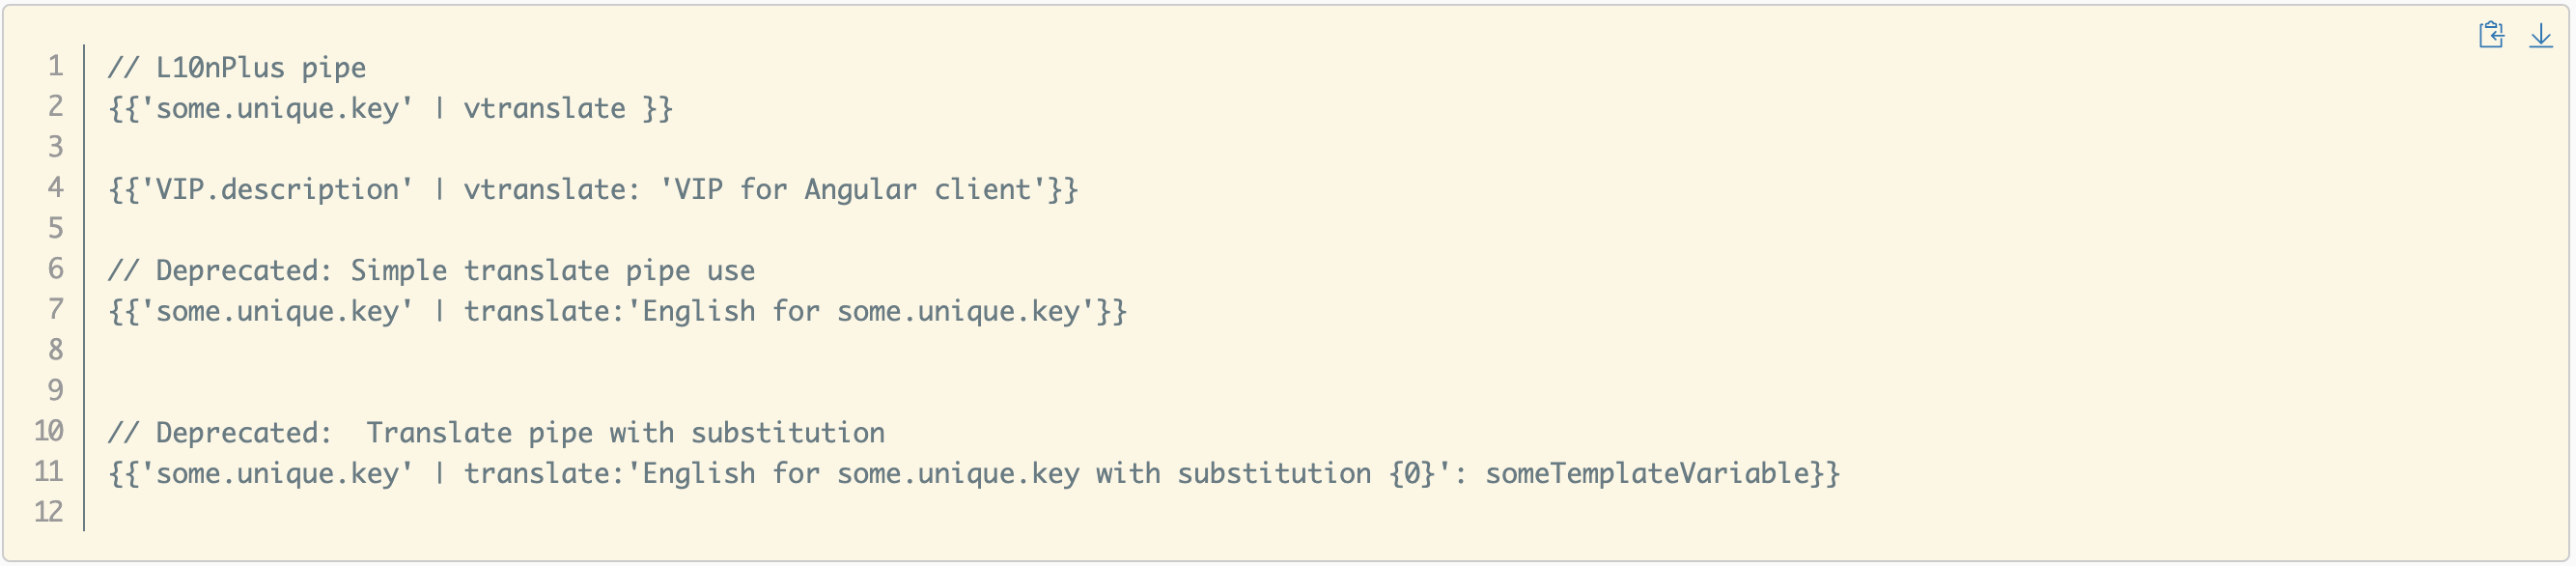 1 // L10nPlus pipe
2 {{'some.unique.key' | vtranslate }}
3
4 {{'VIP.description' | vtranslate: 'VIP for Angular client'}}
5
6 // Deprecated: Simple translate pipe use
7 {{'some.unique.key' | translate:'English for some.unique.key'}}
8
9
10 // Deprecated:  Translate pipe with substitution
11 {{'some.unique.key' | translate:'English for some.unique.key with substitution {0}': someTemplateVariable}}
12